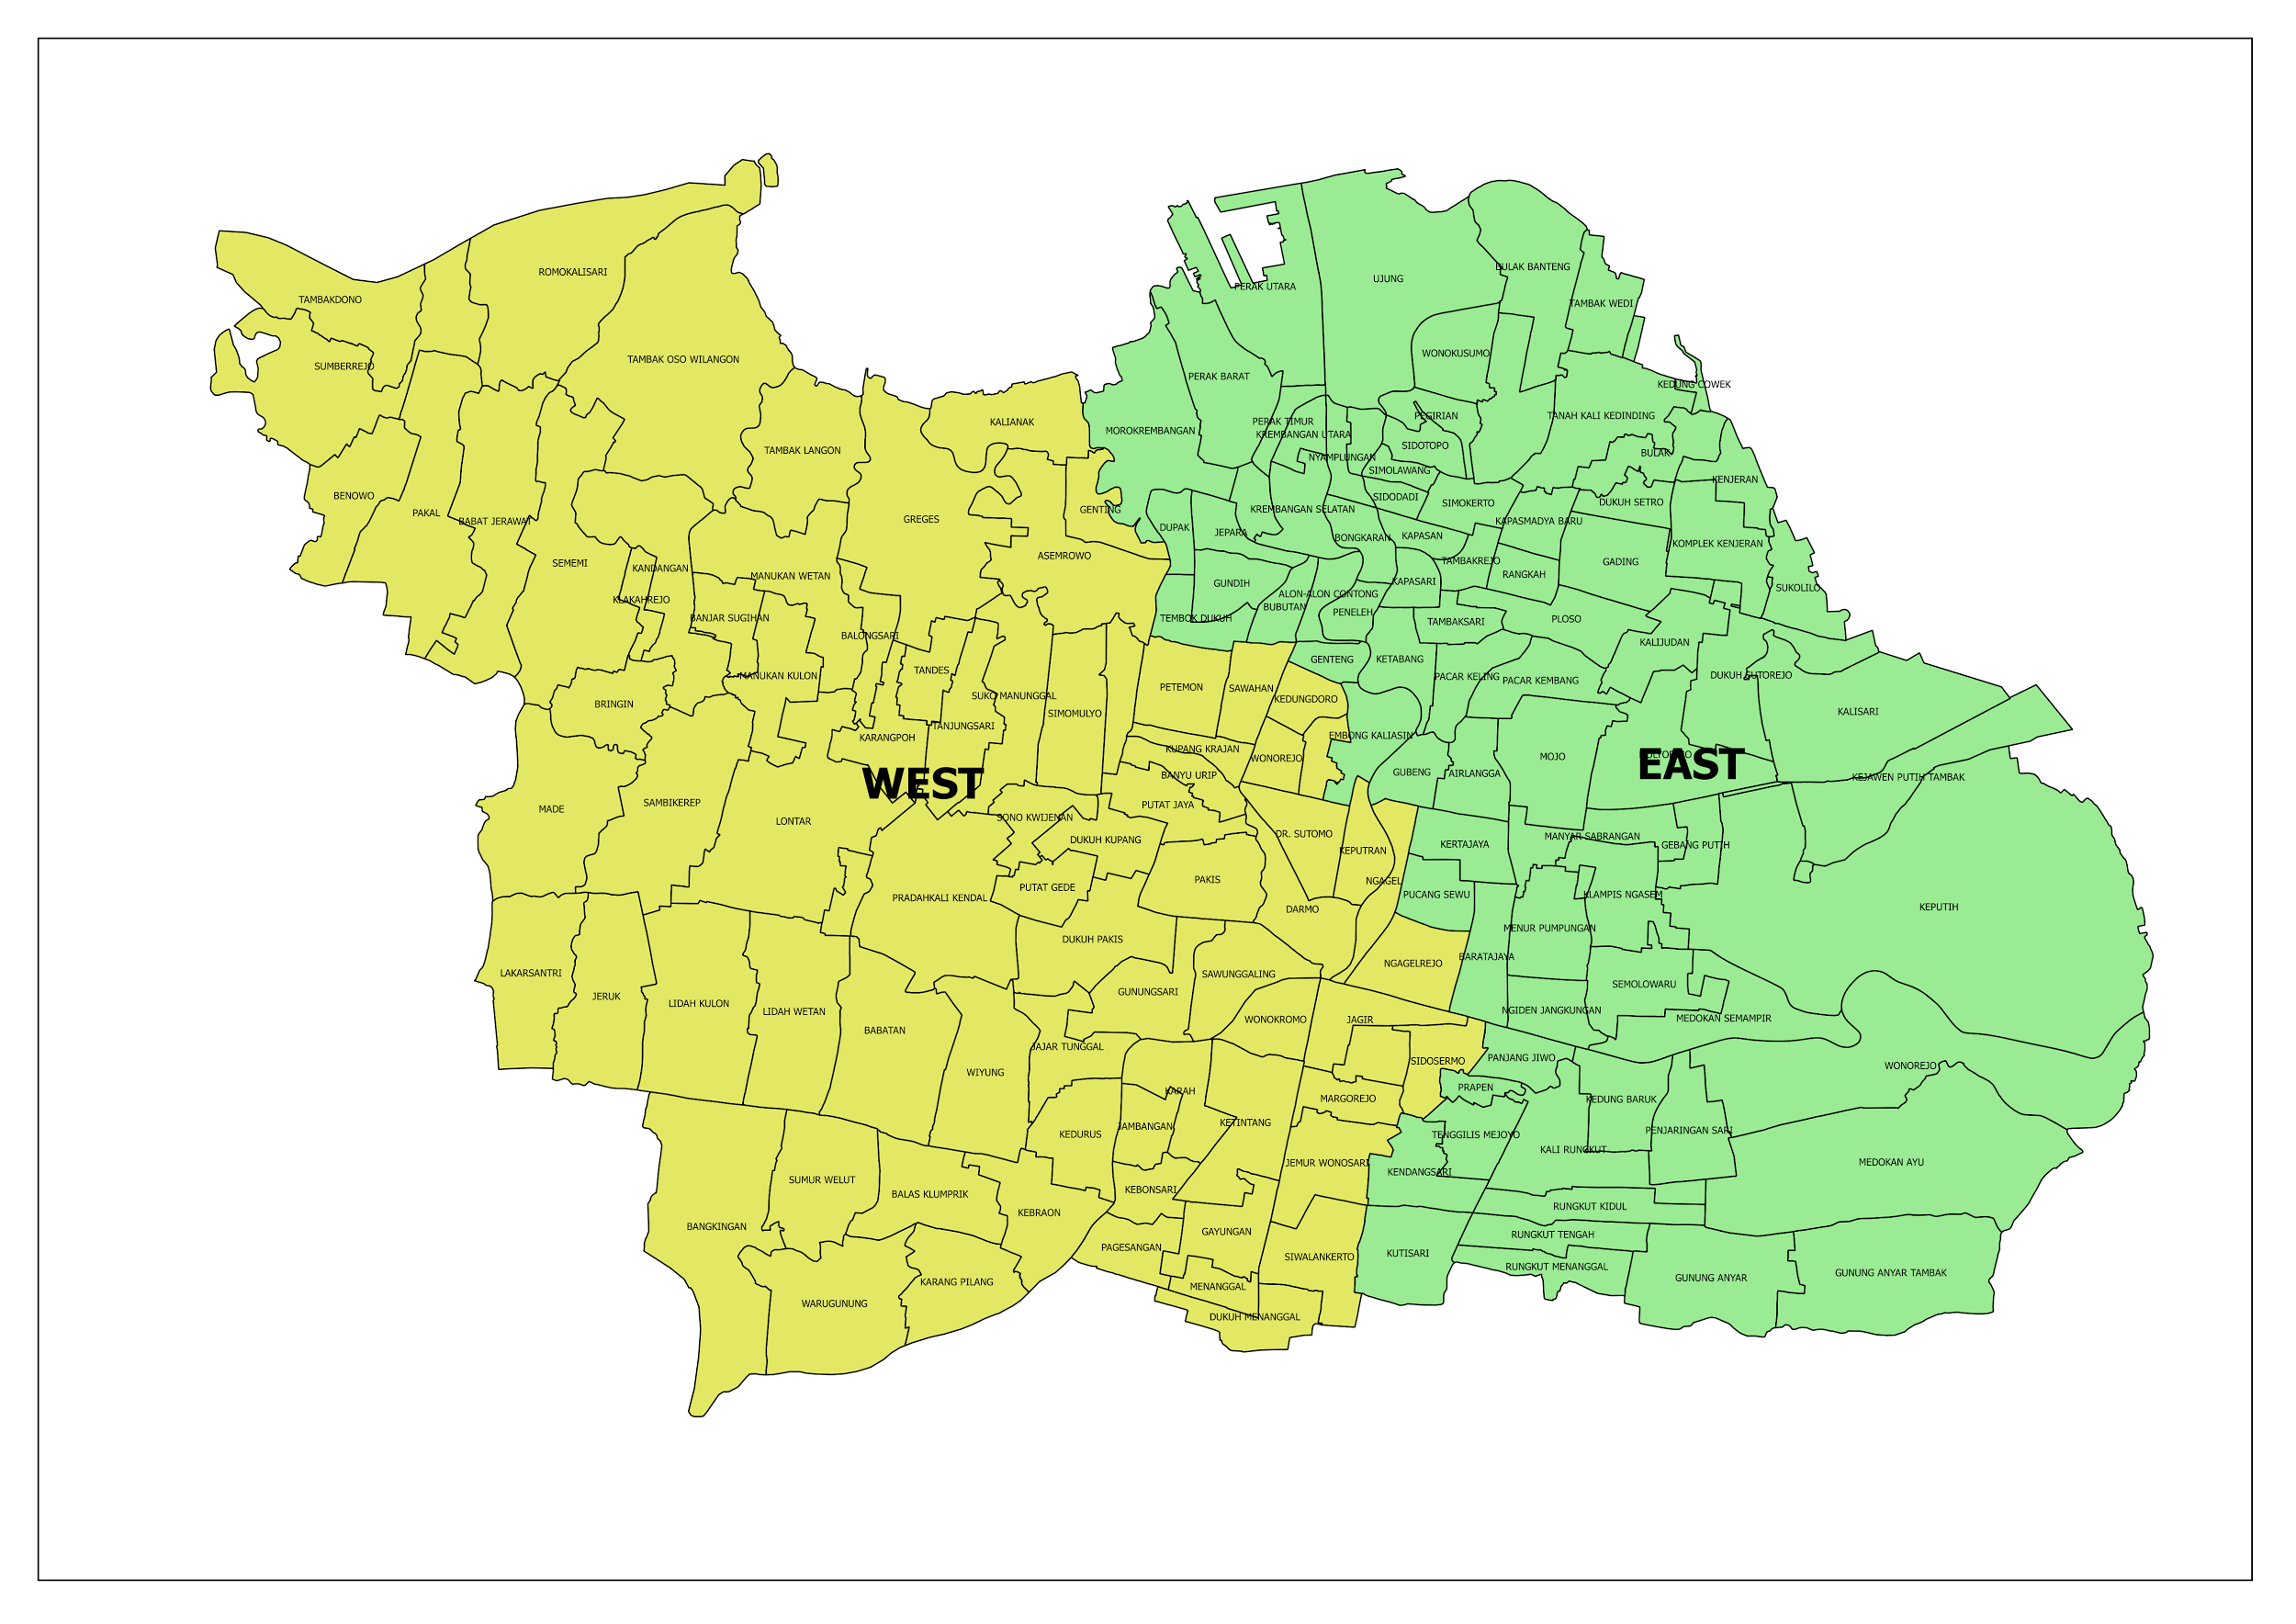 ROMOKALISARI
TAMBAKDONO
SUMBERREJO
TAMBAK OSO WILANGON
BENOWO
PAKAL
BABAT JERAWAT
SEMEMI
TAMBAK LANGON
KALIANAK
GREGES
GENTING
ASEMROWO
KANDANGAN
KLAKAHREJO
MANUKAN WETAN
BANJAR SUGIHAN
BALONGSARI
MANUKAN KULON
TANDES
SUKO MANUNGGAL
SIMOMULYO
TANJUNGSARI
KARANGPOH
BRINGIN
MADE
SAMBIKEREP
LONTAR
WEST
PETEMON
SAWAHAN
KEDUNGDORO
KUPANG KRAJAN
WONOREJO
BANYU URIP
PUTAT JAYA
SONO KWIJENAN
DUKUH KUPANG
DR. SUTOMO
KEPUTRAN
PUTAT GEDE
PAKIS
NGAGEL
PRADAHKALI KENDAL
DARMO
DUKUH PAKIS
NGAGELREJO
LAKARSANTRI
JERUK
LIDAH KULON
LIDAH WETAN
BABATAN
SAWUNGGALING
GUNUNGSARI
WONOKROMO
JAGIR
JAJAR TUNGGAL
WIYUNG
SIDOSERMO
KARAH
MARGOREJO
KEDURUS
JAMBANGAN
KETINTANG
JEMUR WONOSARI
SUMUR WELUT
BALAS KLUMPRIK
KEBONSARI
KEBRAON
BANGKINGAN
GAYUNGAN
PAGESANGAN
SIWALANKERTO
KARANG PILANG
MENANGGAL
WARUGUNUNG
DUKUH MENANGGAL
UJUNG
PERAK UTARA
BULAK BANTENG
TAMBAK WEDI
WONOKUSUMO
PERAK BARAT
KEDUNG COWEK
TANAH KALI KEDINDING
PEGIRIAN
PERAK TIMUR
KREMBANGAN UTARA
MOROKREMBANGAN
SIDOTOPO
BULAK
NYAMPLUNGAN
SIMOLAWANG
KENJERAN
SIDODADI
SIMOKERTO
DUKUH SETRO
KREMBANGAN SELATAN
KAPASMADYA BARU
DUPAK
JEPARA
BONGKARAN
KAPASAN
KOMPLEK KENJERAN
TAMBAKREJO
GADING
RANGKAH
GUNDIH
KAPASARI
SUKOLILO
ALON-ALON CONTONG
BUBUTAN
PENELEH
TEMBOK DUKUH
TAMBAKSARI
PLOSO
KALIJUDAN
GENTENG
KETABANG
PACAR KELING
PACAR KEMBANG
DUKUH SUTOREJO
KALISARI
EMBONG KALIASIN
MOJO
EAST
GUBENG
AIRLANGGA
KEJAWEN PUTIH TAMBAK
MANYAR SABRANGAN
KERTAJAYA
GEBANG PUTIH
PUCANG SEWU
KLAMPIS NGASEM
KEPUTIH
MENUR PUMPUNGAN
BARATAJAYA
SEMOLOWARU
NGIDEN JANGKUNGAN
MEDOKAN SEMAMPIR
PANJANG JIWO
WONOREJO
PRAPEN
KEDUNG BARUK
TENGGILIS MEJOYO
PENJARINGAN SARI
KALI RUNGKUT
MEDOKAN AYU
KENDANGSARI
RUNGKUT KIDUL
RUNGKUT TENGAH
KUTISARI
RUNGKUT MENANGGAL
GUNUNG ANYAR
GUNUNG ANYAR TAMBAK